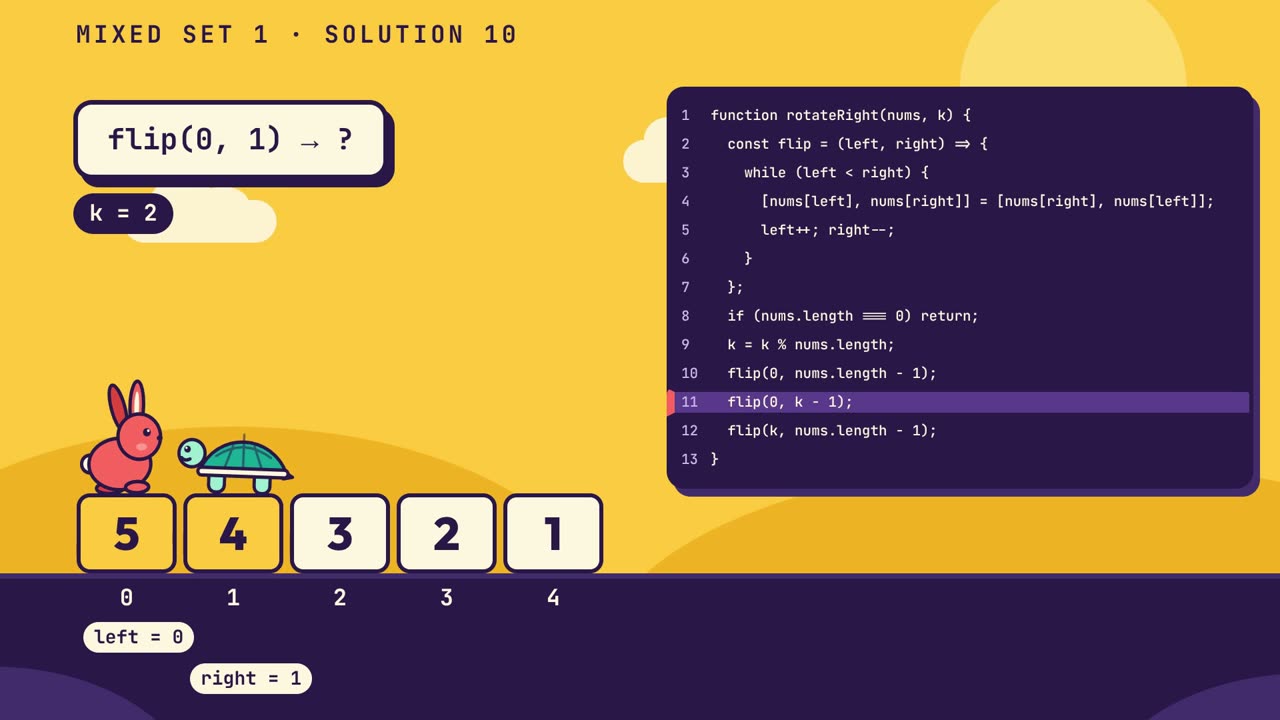 MIXED SET 1 · SOLUTION 10
flip(0, 1) → ?
k = 2
1 function rotateRight(nums, k) {
2 const flip = (left, right) => {
3 while (left < right) {
4 [nums[left], nums[right]] = [nums[right], nums[left]];
5 left++; right--;
6 }
7 };
8 if (nums.length === 0) return;
9 k = k % nums.length;
10 flip(0, nums.length - 1);
11 flip(0, k - 1);
12 flip(k, nums.length - 1);
13 }
5 4 3 2 1
0 1 2 3 4
left = 0
right = 1